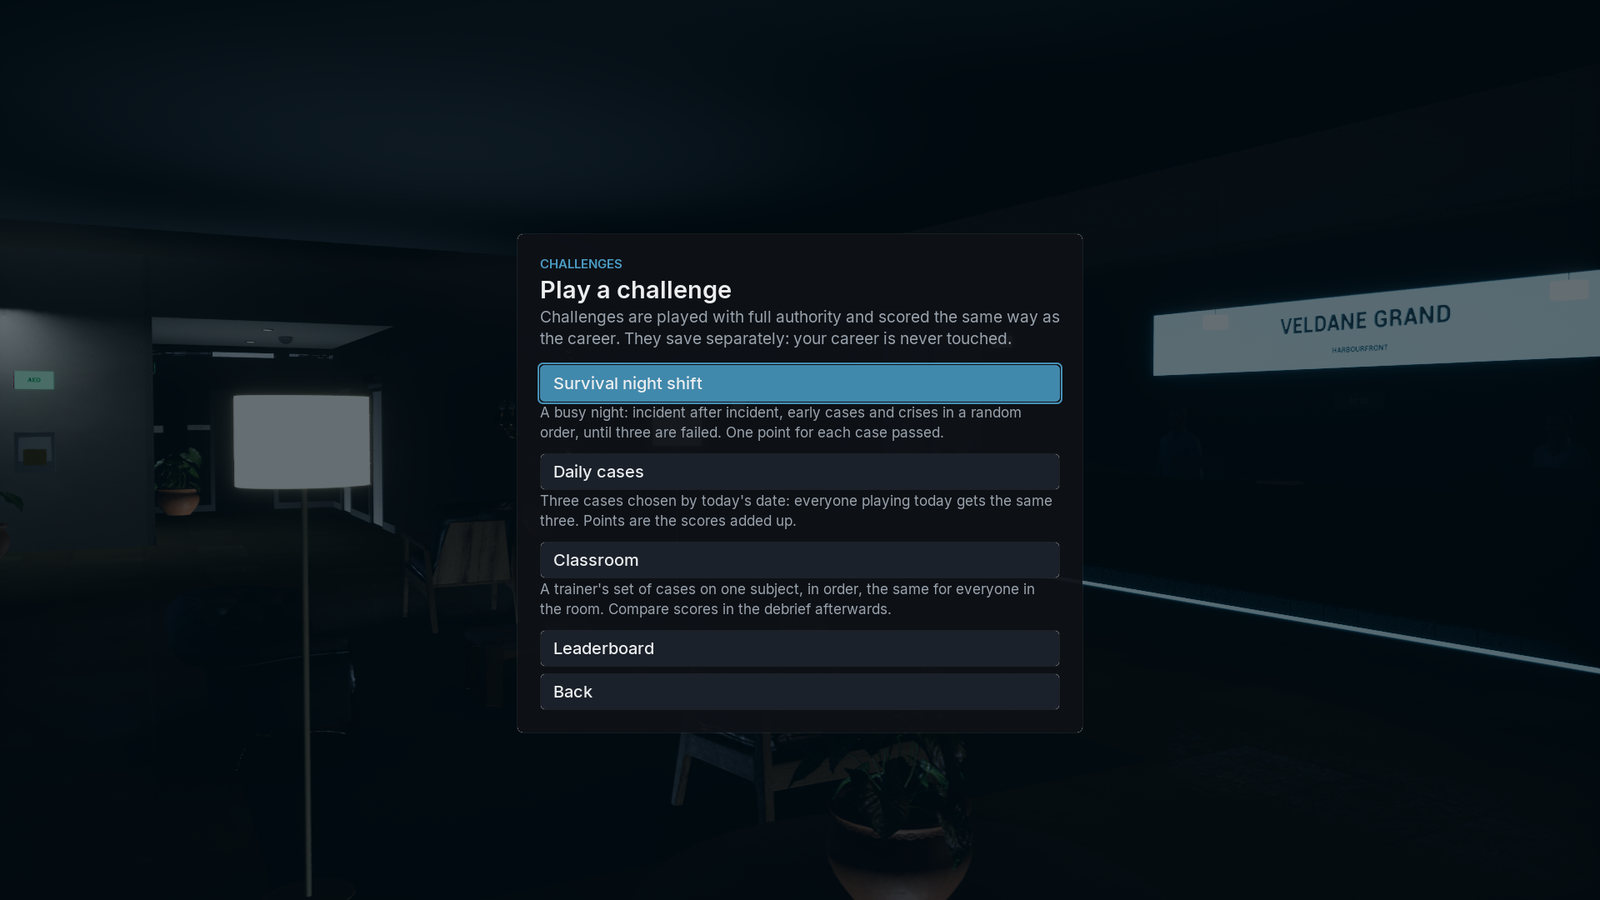 CHALLENGES
Play a challenge
Challenges are played with full authority and scored the same way as
the career. They save separately: your career is never touched.
Survival night shift
A busy night: incident after incident, early cases and crises in a random
order, until three are failed. One point for each case passed.
Daily cases
Three cases chosen by today's date: everyone playing today gets the same
three. Points are the scores added up.
Classroom
A trainer's set of cases on one subject, in order, the same for everyone in
the room. Compare scores in the debrief afterwards.
Leaderboard
Back
VELDANE GRAND
HARBOURFRONT
AED